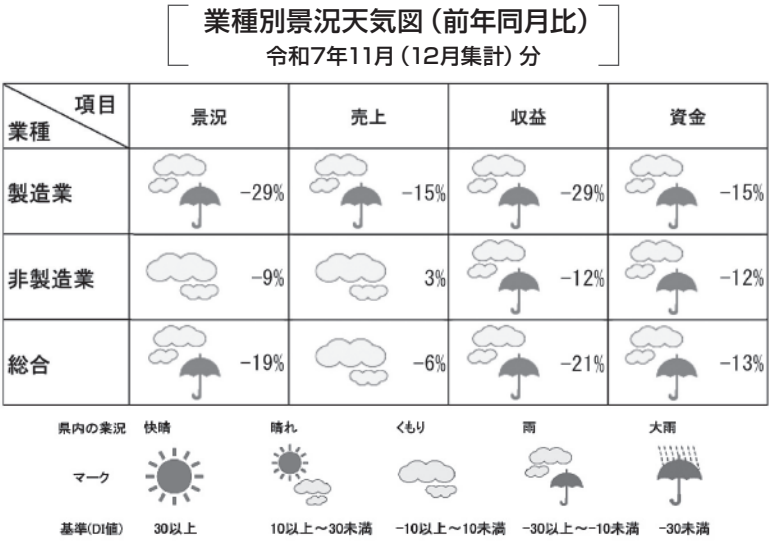 業種別景況天気図(前年同月比)
令和7年11月(12月集計)分
項目
業種
景況 売上 収益 資金
製造業 -29% -15% -29% -15%
非製造業 -9% 3% -12% -12%
総合 -19% -6% -21% -13%
県内の業況 快晴 晴れ くもり 雨 大雨
マーク
基準(DI値) 30以上 10以上~30未満 -10以上~10未満 -30以上~-10未満 -30未満